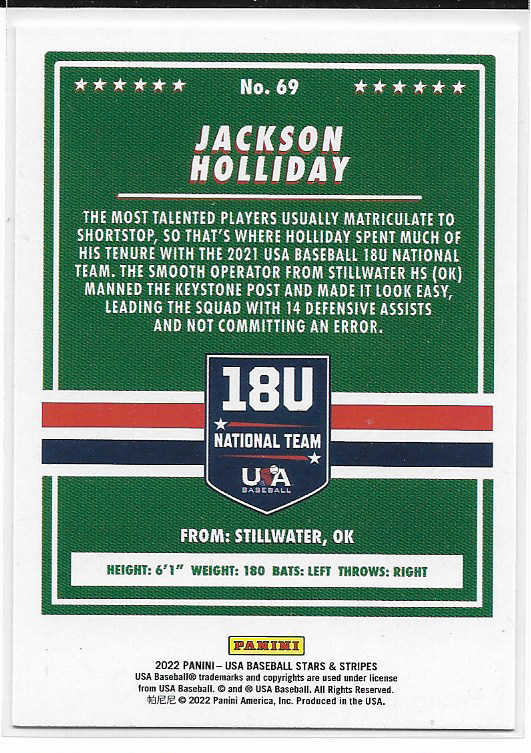 ★★★★★★ No. 69 ★★★★★★
JACKSON
HOLLIDAY
THE MOST TALENTED PLAYERS USUALLY MATRICULATE TO
SHORTSTOP, SO THAT'S WHERE HOLLIDAY SPENT MUCH OF
HIS TENURE WITH THE 2021 USA BASEBALL 18U NATIONAL
TEAM. THE SMOOTH OPERATOR FROM STILLWATER HS (OK)
MANNED THE KEYSTONE POST AND MADE IT LOOK EASY,
LEADING THE SQUAD WITH 14 DEFENSIVE ASSISTS
AND NOT COMMITTING AN ERROR.
18U
NATIONAL TEAM
USA
BASEBALL
FROM: STILLWATER, OK
HEIGHT: 6'1" WEIGHT: 180 BATS: LEFT THROWS: RIGHT
PANINI
2022 PANINI– USA BASEBALL STARS & STRIPES
USA Baseball® trademarks and copyrights are used under license
from USA Baseball. © and ® USA Baseball. All Rights Reserved.
帕尼尼 © 2022 Panini America, Inc. Produced in the USA.